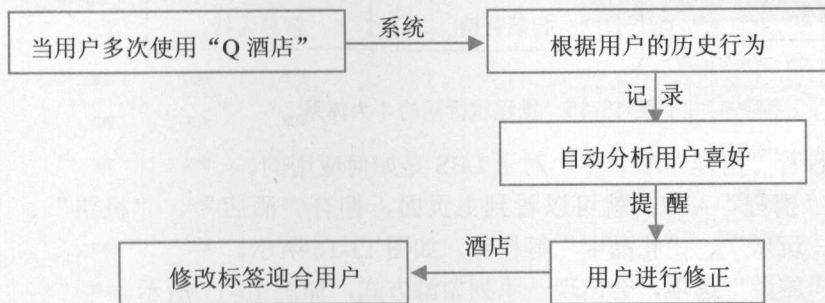 当用户多次使用“Q 酒店”
系统
根据用户的历史行为
记 录
自动分析用户喜好
提 醒
用户进行修正
酒店
修改标签迎合用户